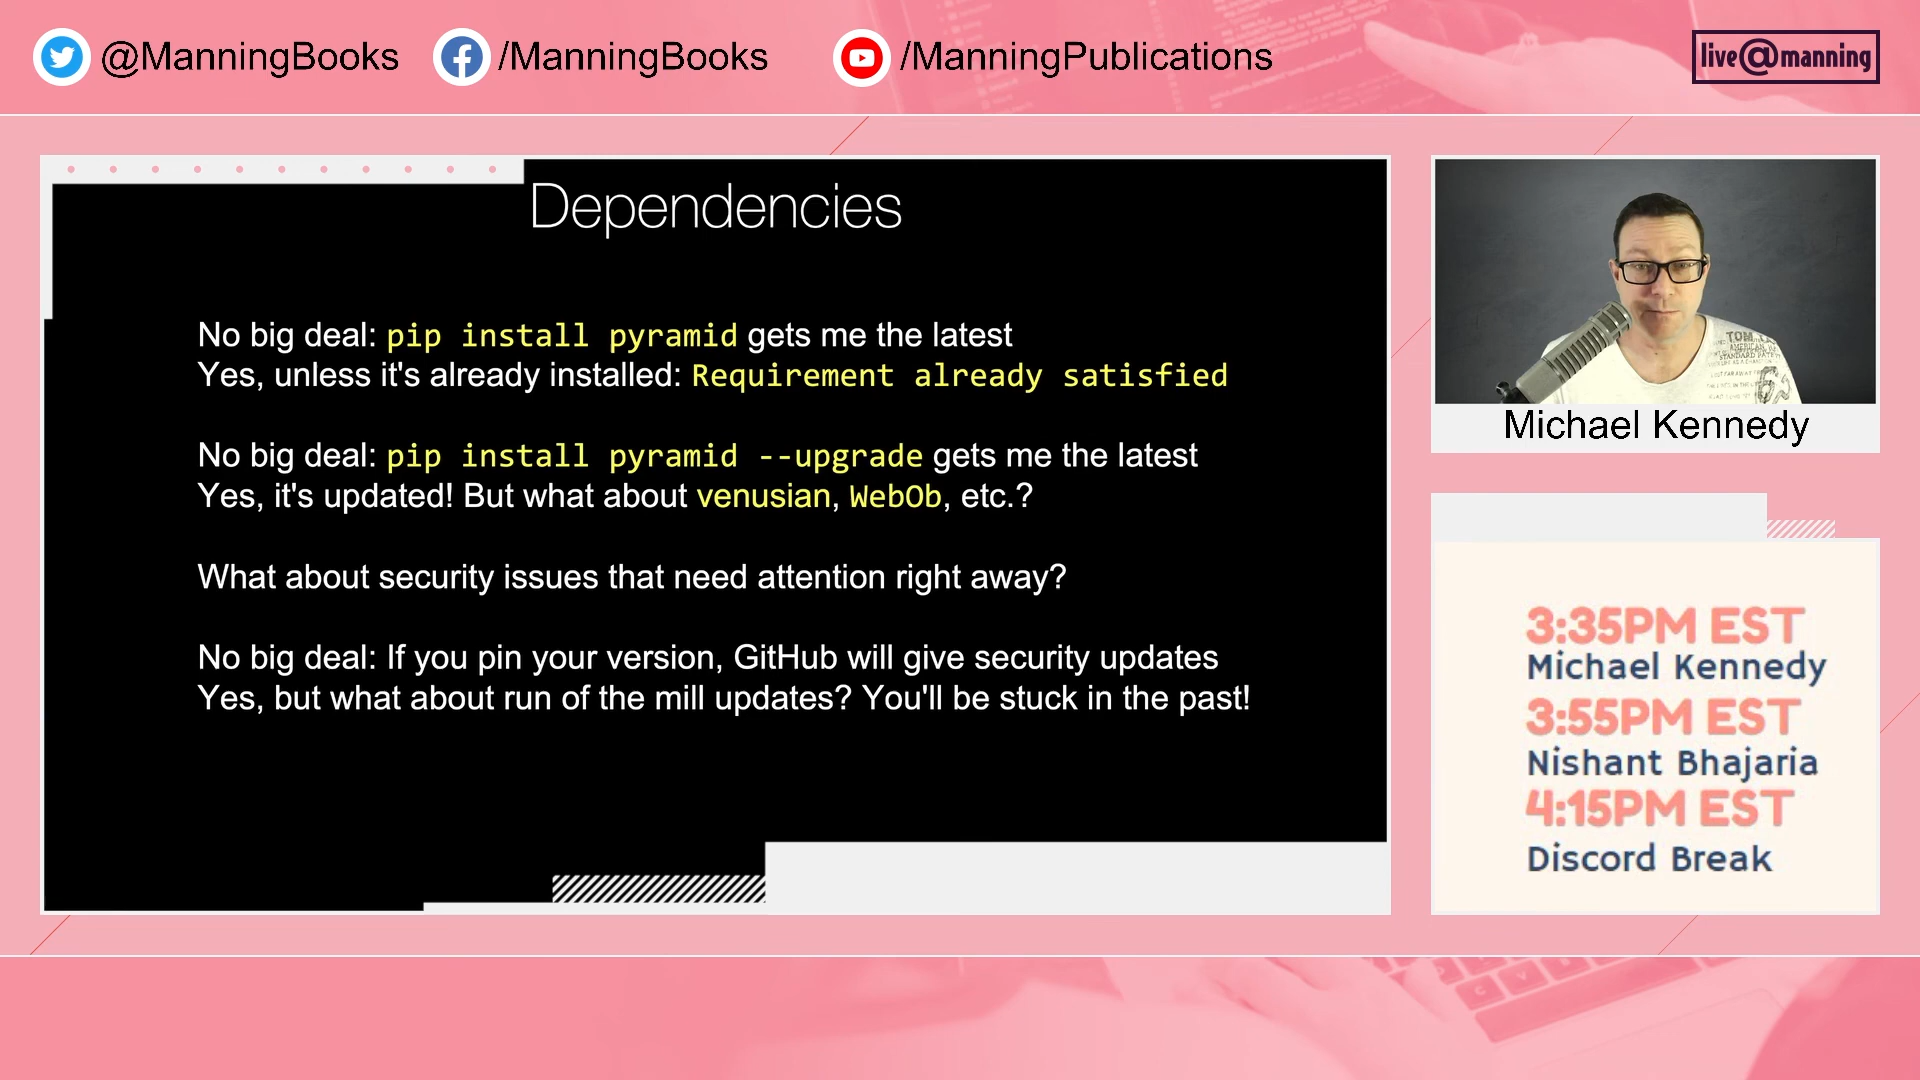 @ManningBooks /ManningBooks /ManningPublications
live@manning
Dependencies
No big deal: pip install pyramid gets me the latest
Yes, unless it's already installed: Requirement already satisfied
No big deal: pip install pyramid --upgrade gets me the latest
Yes, it's updated! But what about venusian, WebOb, etc.?
What about security issues that need attention right away?
No big deal: If you pin your version, GitHub will give security updates
Yes, but what about run of the mill updates? You'll be stuck in the past!
Michael Kennedy
3:35PM EST
Michael Kennedy
3:55PM EST
Nishant Bhajaria
4:15PM EST
Discord Break